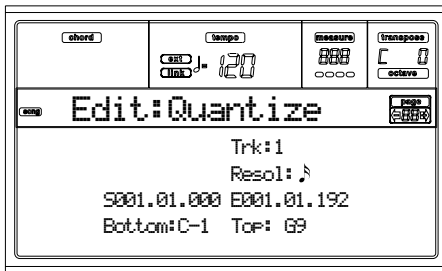 chord tempo measure transpose
ext ♩= 120 888 C 0
link octave
song Edit:Quantize page
88
Trk:1
Resol:♪
S001.01.000 E001.01.192
Bottom:C-1 Top: G9